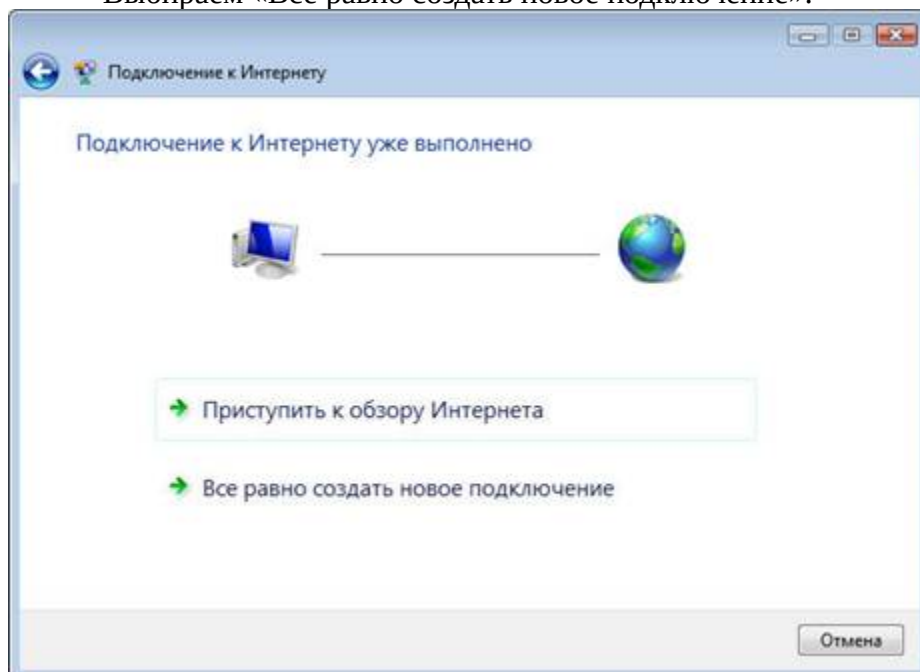 Выбираем «Все равно создать новое подключение».
Подключение к Интернету
Подключение к Интернету уже выполнено
Приступить к обзору Интернета
Все равно создать новое подключение
Отмена